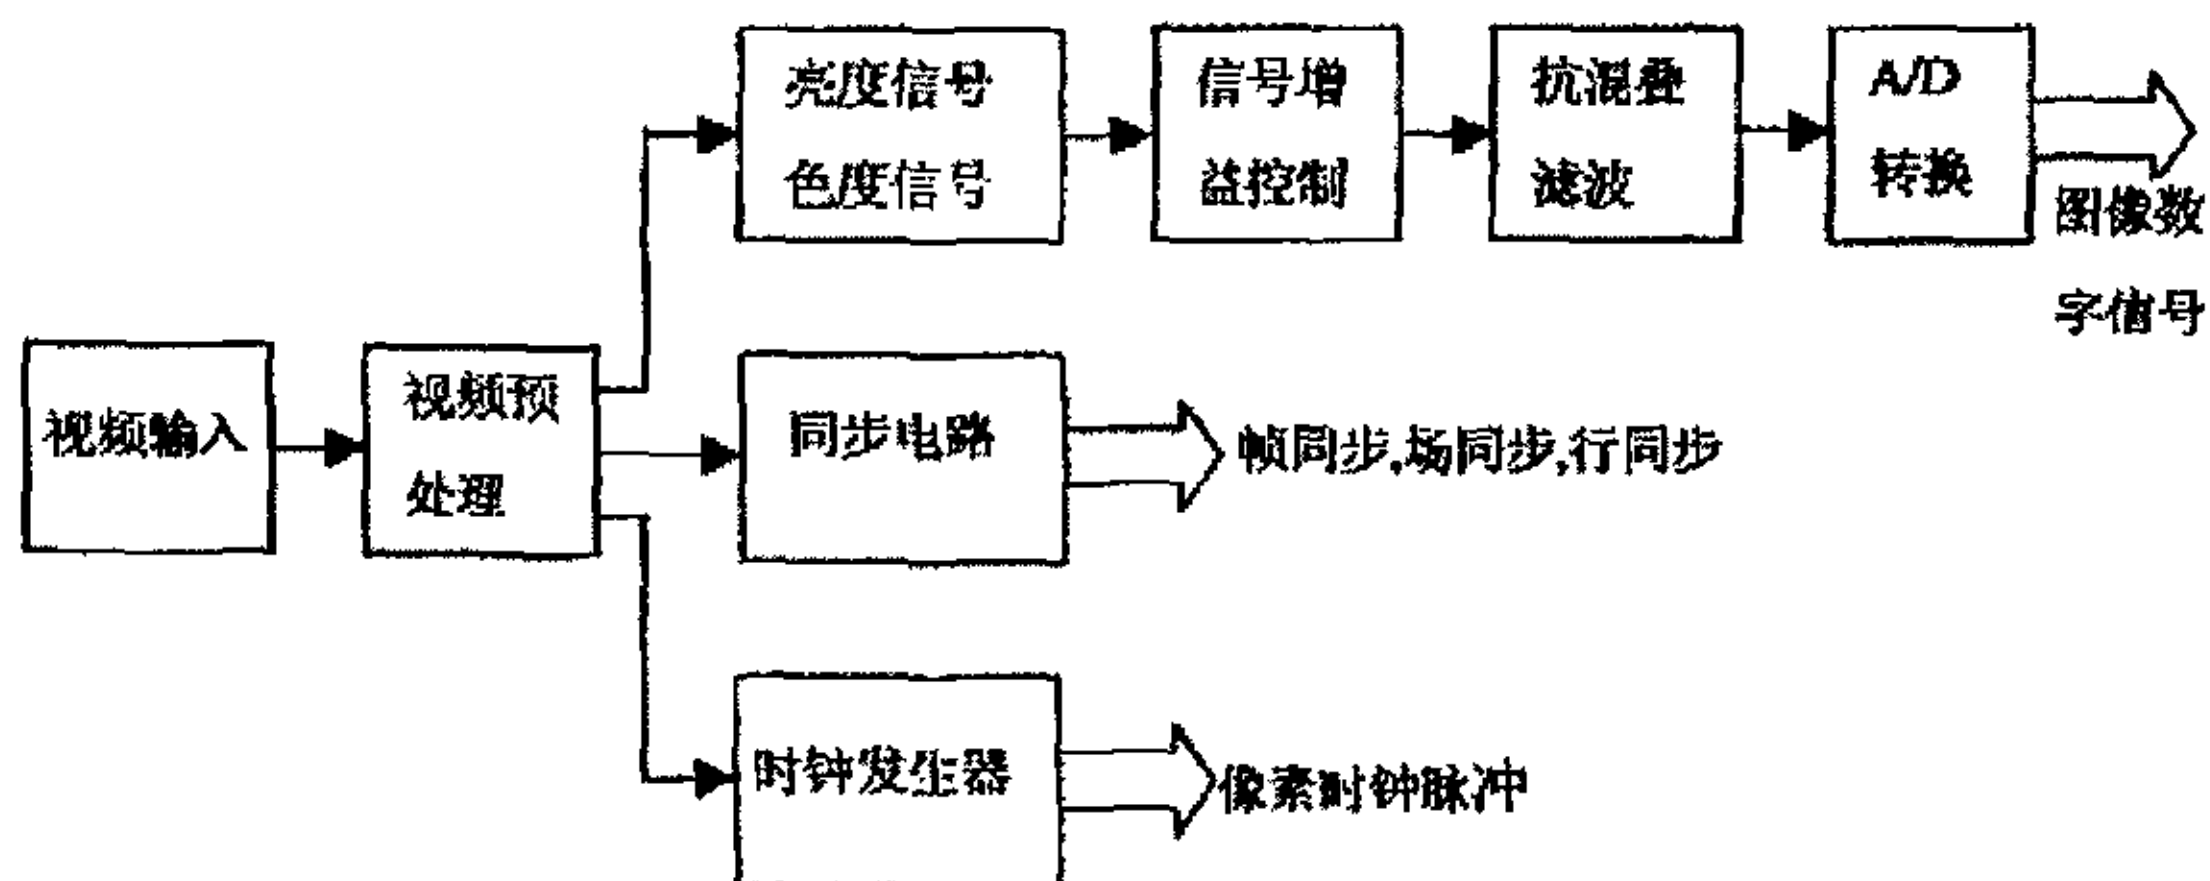 亮度信号
色度信号
信号增
益控制
抗混叠
滤波
A/D
转换
图像数
字信号
视频输入
视频预
处理
同步电路
帧同步,场同步,行同步
时钟发生器
像素时钟脉冲